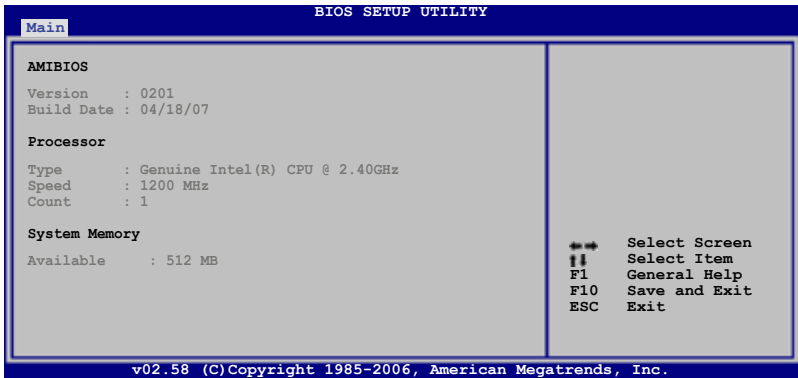 BIOS SETUP UTILITY
Main
AMIBIOS
Version : 0201
Build Date : 04/18/07
Processor
Type : Genuine Intel(R) CPU @ 2.40GHz
Speed : 1200 MHz
Count : 1
System Memory
Available : 512 MB
←→ Select Screen
↑↓ Select Item
F1 General Help
F10 Save and Exit
ESC Exit
v02.58 (C)Copyright 1985-2006, American Megatrends, Inc.